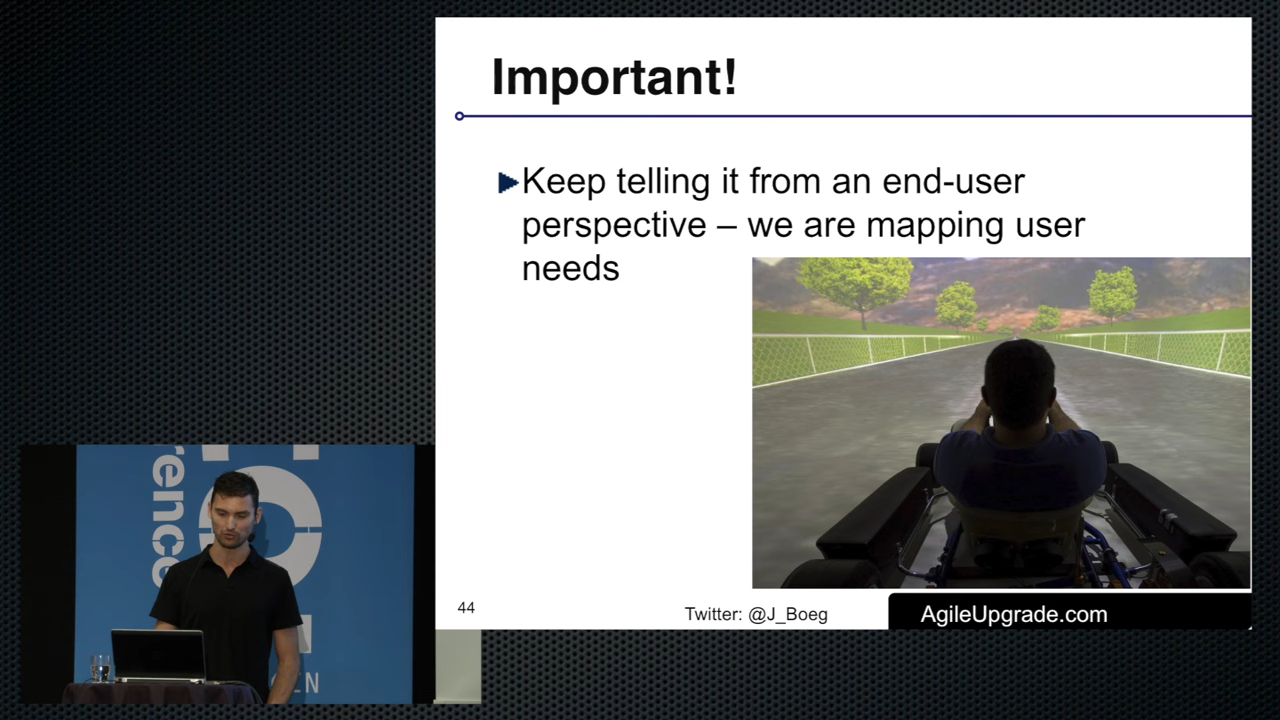 Important!
Keep telling it from an end-user
perspective – we are mapping user
needs
44
Twitter: @J_Boeg
AgileUpgrade.com